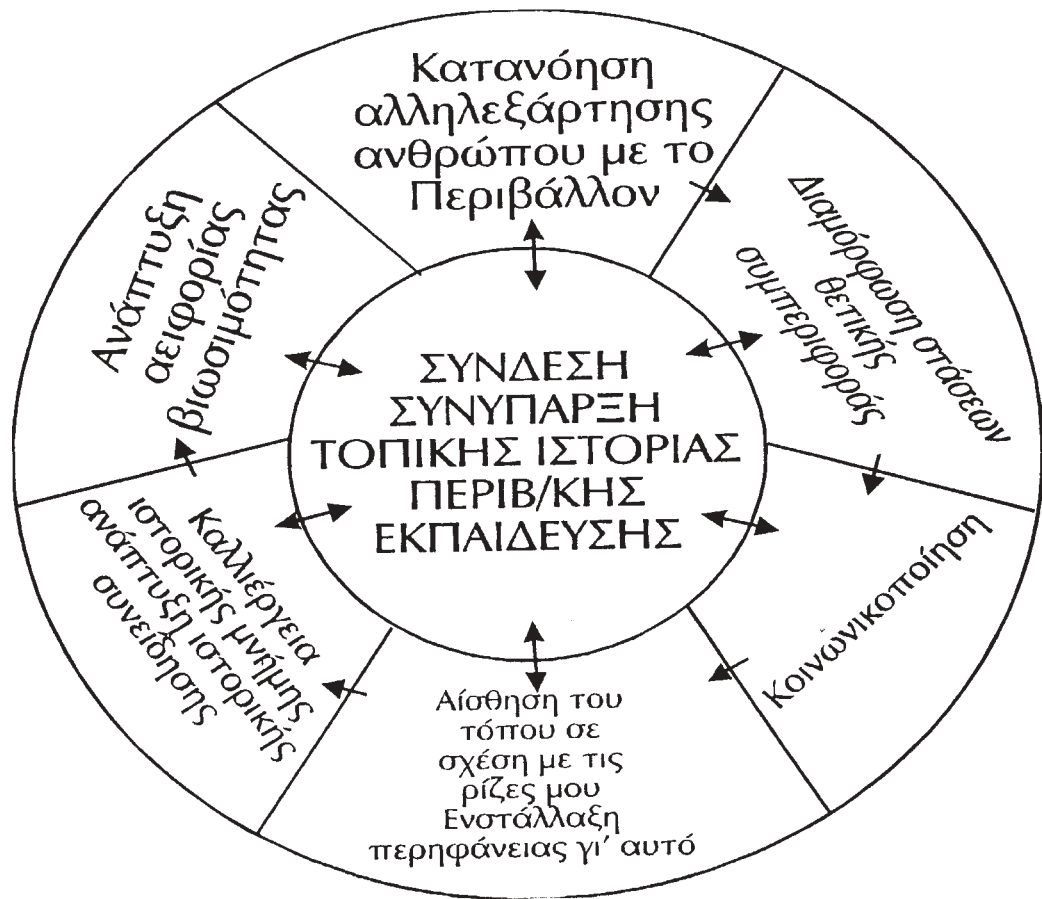 Κατανόηση
αλληλεξάρτησης
ανθρώπου με το
Περιβάλλον
Διαμόρφωση στάσεων
θετικής
συμπεριφοράς
Κοινωνικοποίηση
Αίσθηση του
τόπου σε
σχέση με τις
ρίζες μου
Ενστάλλαξη
περηφάνειας γι' αυτό
Καλλιέργεια
ιστορικής μνήμης
ανάπτυξη ιστορικής
συνείδησης
Ανάπτυξη
αειφορίας
βιωσιμότητας
ΣΥΝΔΕΣΗ
ΣΥΝΥΠΑΡΞΗ
ΤΟΠΙΚΗΣ ΙΣΤΟΡΙΑΣ
ΠΕΡΙΒ/ΚΗΣ
ΕΚΠΑΙΔΕΥΣΗΣ